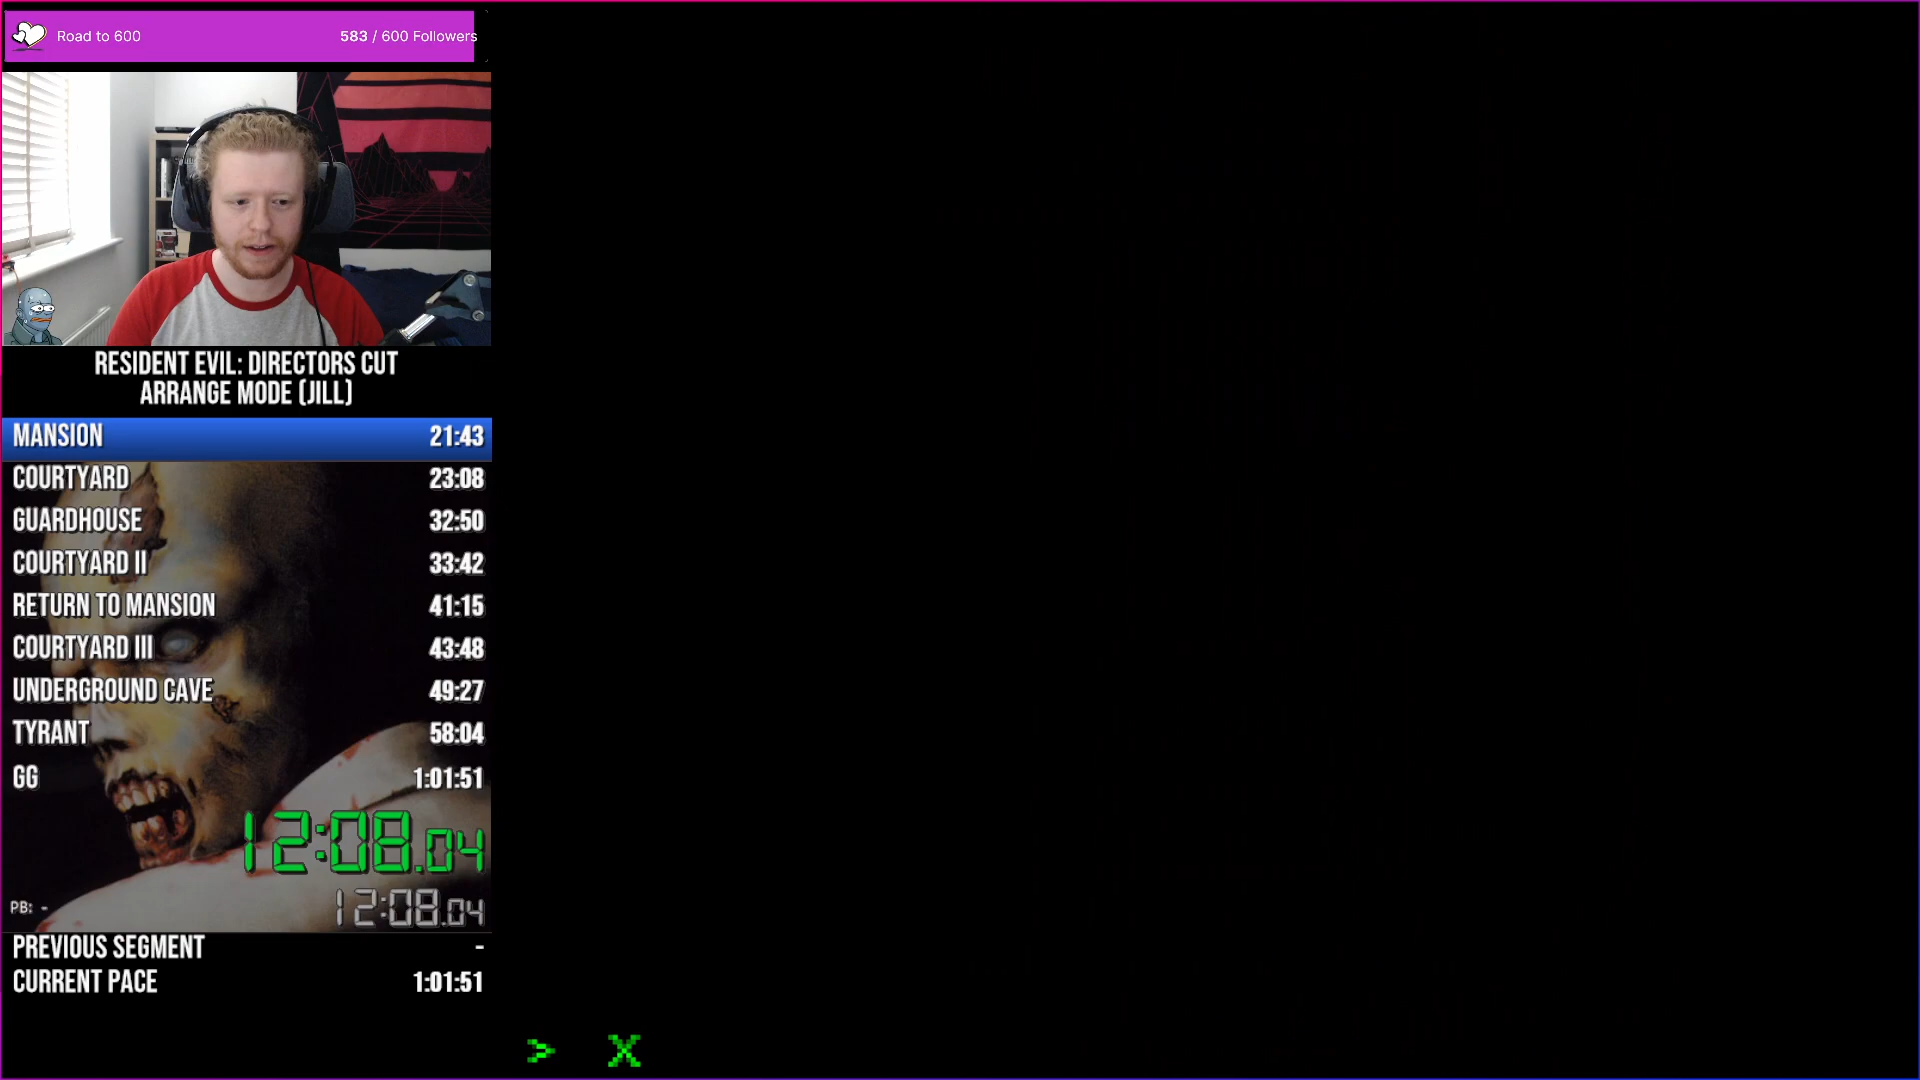 Road to 600 583 / 600 Followers
RESIDENT EVIL: DIRECTORS CUT
ARRANGE MODE (JILL)
MANSION 21:43
COURTYARD 23:08
GUARDHOUSE 32:50
COURTYARD II 33:42
RETURN TO MANSION 41:15
COURTYARD III 43:48
UNDERGROUND CAVE 49:27
TYRANT 58:04
GG 1:01:51
12:08.04
PB: - 12:08.04
PREVIOUS SEGMENT -
CURRENT PACE 1:01:51
> X